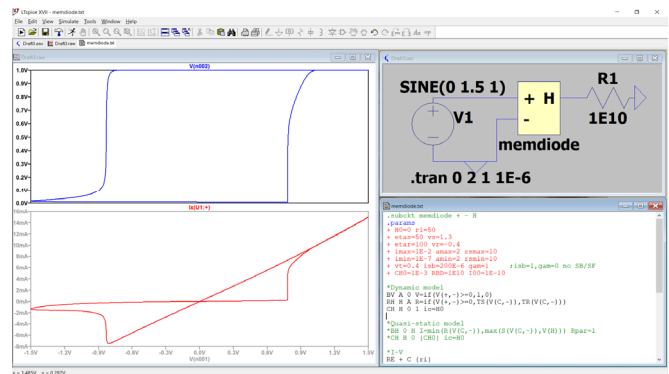 LTspice XVII - memdiode.txt
File Edit View Simulate Tools Window Help
Draft3.asc Draft3.raw memdiode.txt
Draft3.raw
V(n002)
1.0V
0.9V
0.8V
0.7V
0.6V
0.5V
0.4V
0.3V
0.2V
0.1V
0.0V
Ix(U1:+)
16mA
14mA
12mA
10mA
8mA
6mA
4mA
2mA
0mA
-2mA
-4mA
-6mA
-8mA
-1.5V -1.2V -0.9V -0.6V -0.3V 0.0V 0.3V 0.6V 0.9V 1.2V 1.5V
V(n001)
Draft3.asc
SINE(0 1.5 1)
V1
+ H
-
memdiode
R1
1E10
.tran 0 2 1 1E-6
memdiode.txt
.subckt memdiode + - H
.params
+ H0=0 ri=50
+ etas=50 vs=1.3
+ etar=100 vr=-0.4
+ imax=1E-2 amax=2 rsmax=10
+ imin=1E-7 amin=2 rsmin=10
+ vt=0.4 isb=200E-6 gam=1 ;isb=1,gam=0 no SB/SF
+ CH0=1E-3 RPP=1E10 I00=1E-10
*Dynamic model
BV A 0 V=if(V(+,-)>=0,1,0)
RH H A R=if(V(+,-)>=0,TS(V(C,-)),TR(V(C,-)))
CH H 0 1 ic=H0
*Quasi-static model
*BH 0 H I=min(R(V(C,-)),max(S(V(C,-)),V(H))) Rpar=1
*CH H 0 {CH0} ic=H0
*I-V
RE + C {ri}